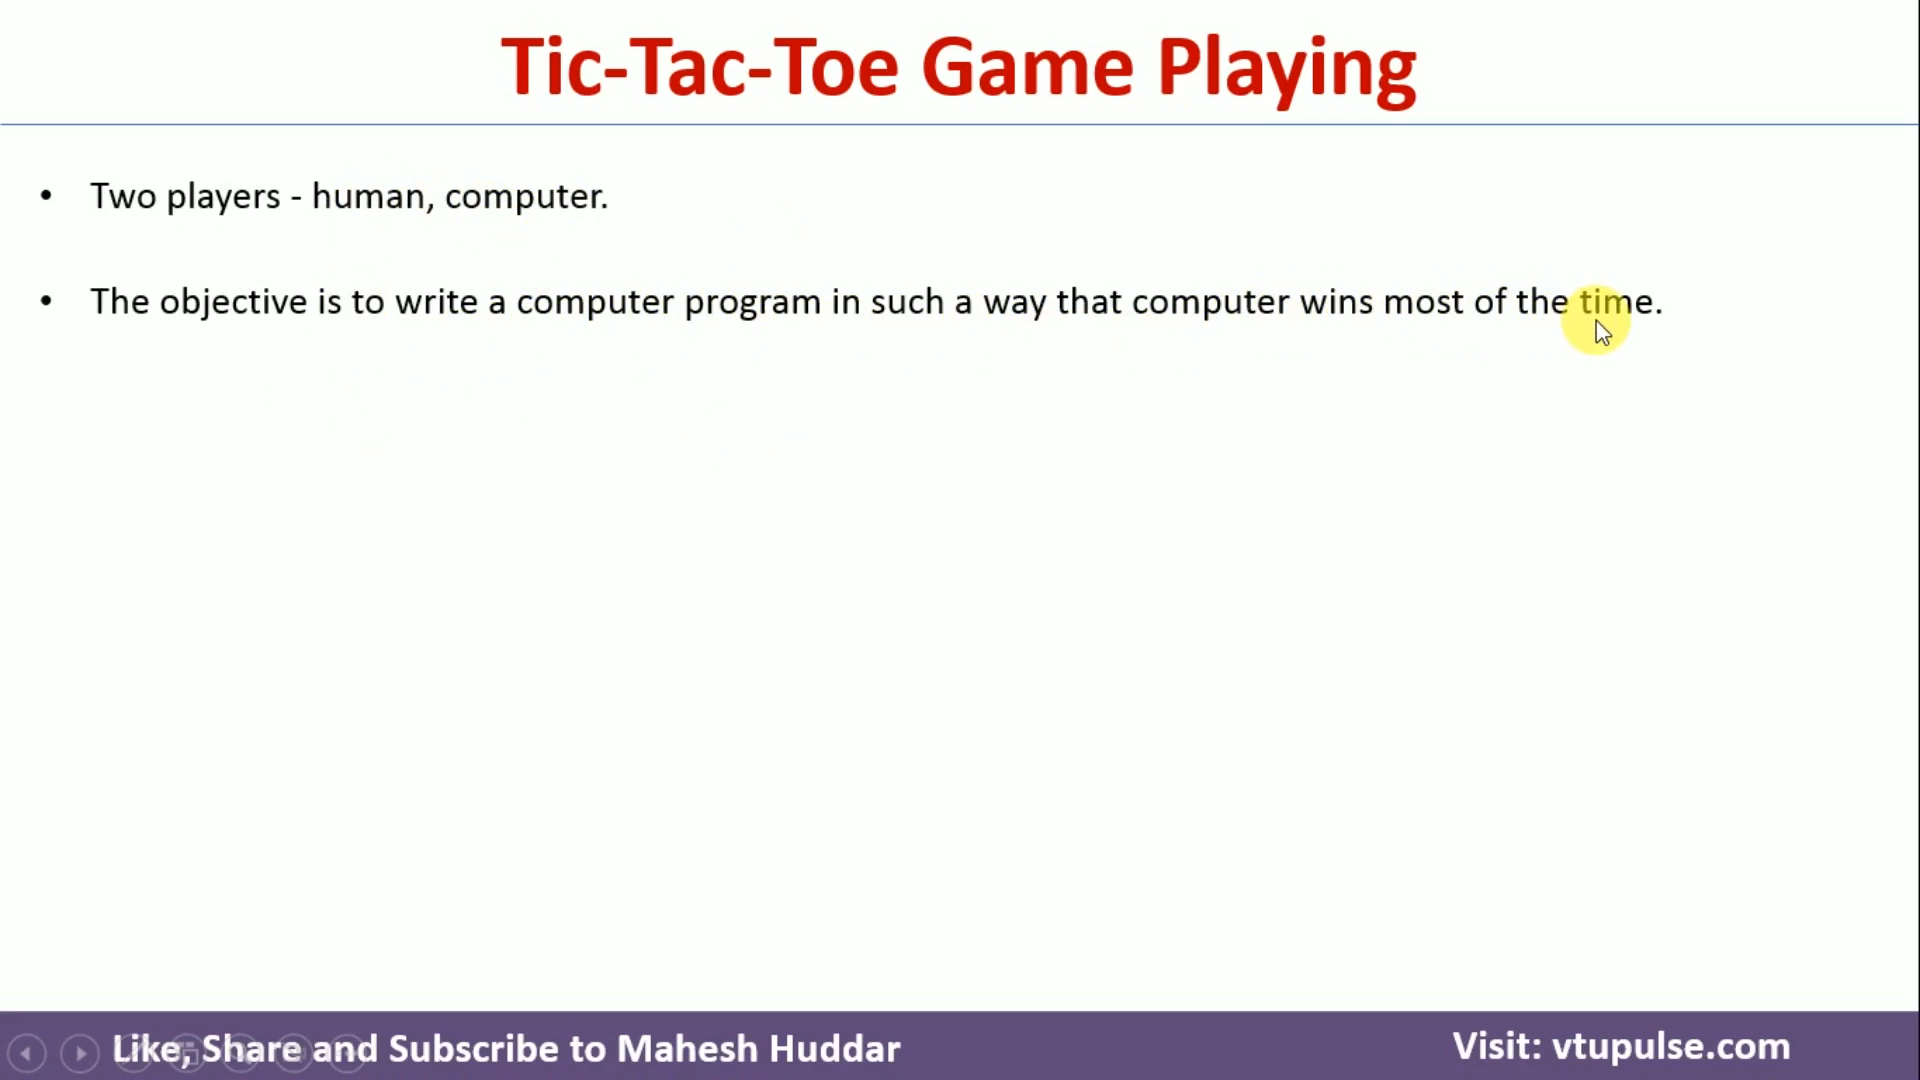 Tic-Tac-Toe Game Playing
• Two players - human, computer.
• The objective is to write a computer program in such a way that computer wins most of the time.
Like, Share and Subscribe to Mahesh Huddar
Visit: vtupulse.com